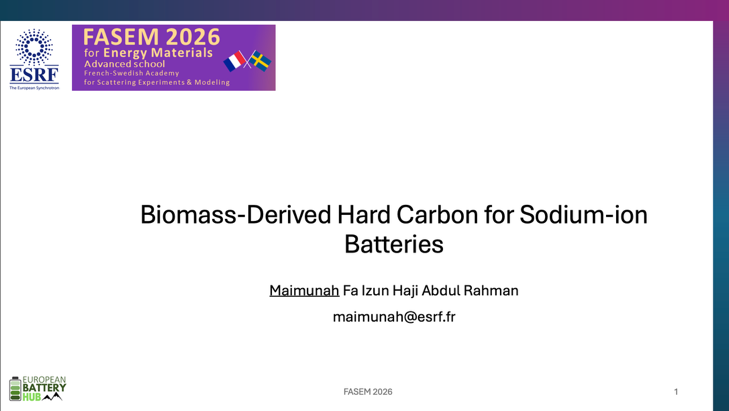 ESRF
The European Synchrotron
FASEM 2026
for Energy Materials
Advanced school
French-Swedish Academy
for Scattering Experiments & Modeling
Biomass-Derived Hard Carbon for Sodium-ion
Batteries
Maimunah Fa Izun Haji Abdul Rahman
maimunah@esrf.fr
EUROPEAN
BATTERY
HUB
FASEM 2026
1